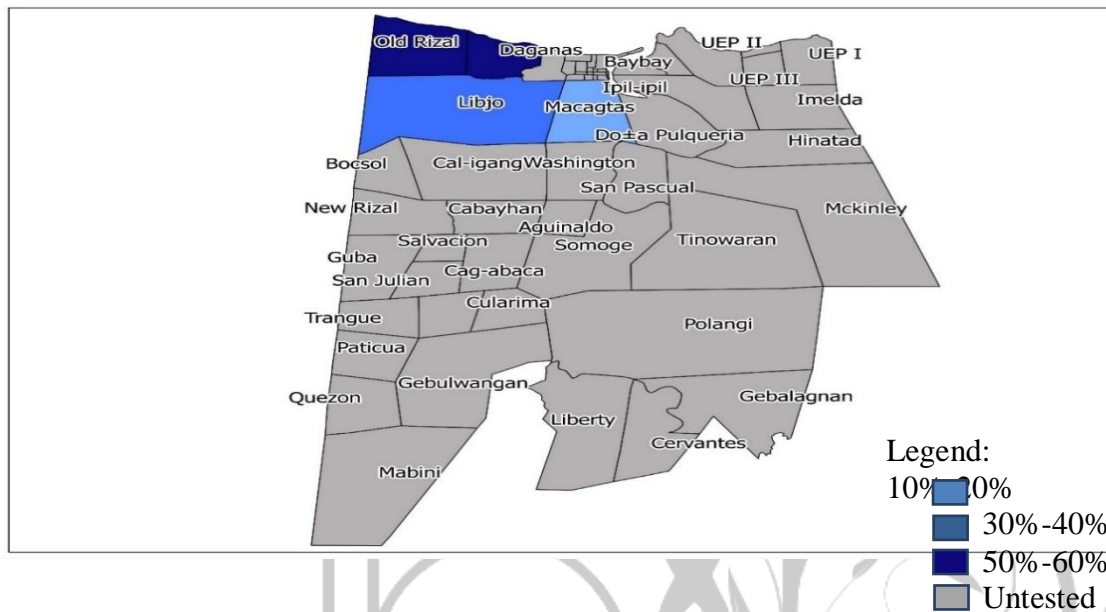 Old Rizal
Daganas
UEP II
UEP I
Baybay
UEP III
Ipil-ipil
Libjo
Macagtas
Imelda
Do±a Pulqueria
Hinatad
Bocsol
Cal-igang
Washington
San Pascual
New Rizal
Cabayhan
Mckinley
Aguinaldo
Salvacion
Somoge
Tinowaran
Guba
Cag-abaca
San Julian
Cularima
Trangue
Polangi
Paticua
Gebulwangan
Quezon
Gebalagnan
Liberty
Cervantes
Mabini
Legend:
10%-20%
30%-40%
50%-60%
Untested